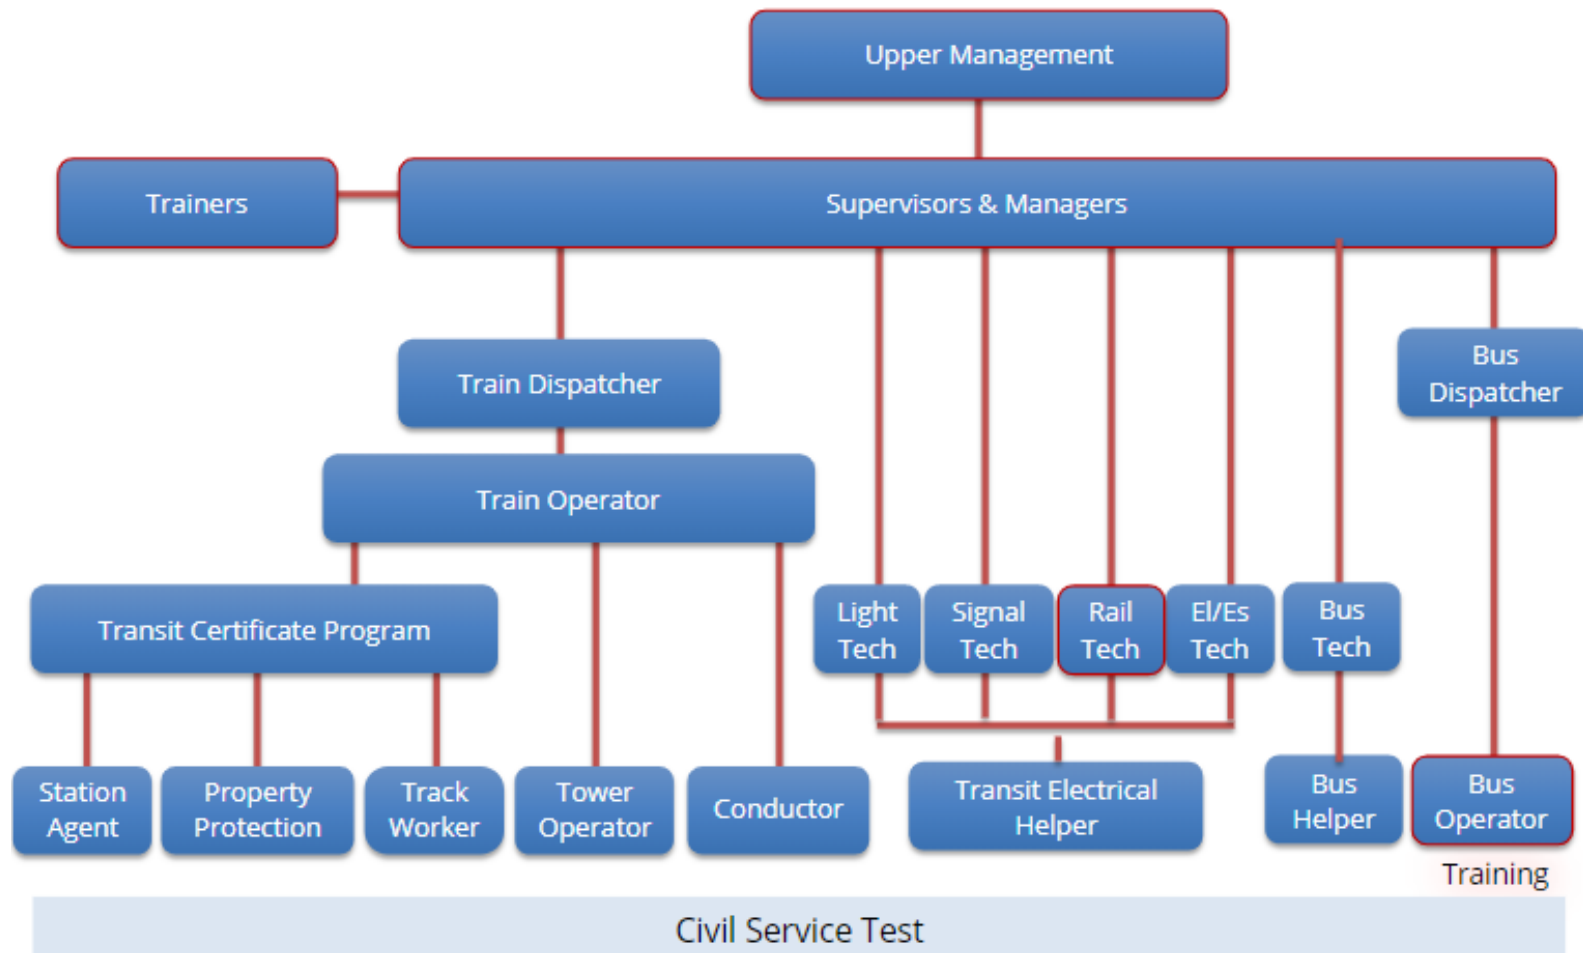 Upper Management
Trainers
Supervisors & Managers
Train Dispatcher
Bus
Dispatcher
Train Operator
Transit Certificate Program
Light
Tech
Signal
Tech
Rail
Tech
El/Es
Tech
Bus
Tech
Station
Agent
Property
Protection
Track
Worker
Tower
Operator
Conductor
Transit Electrical
Helper
Bus
Helper
Bus
Operator
Training
Civil Service Test